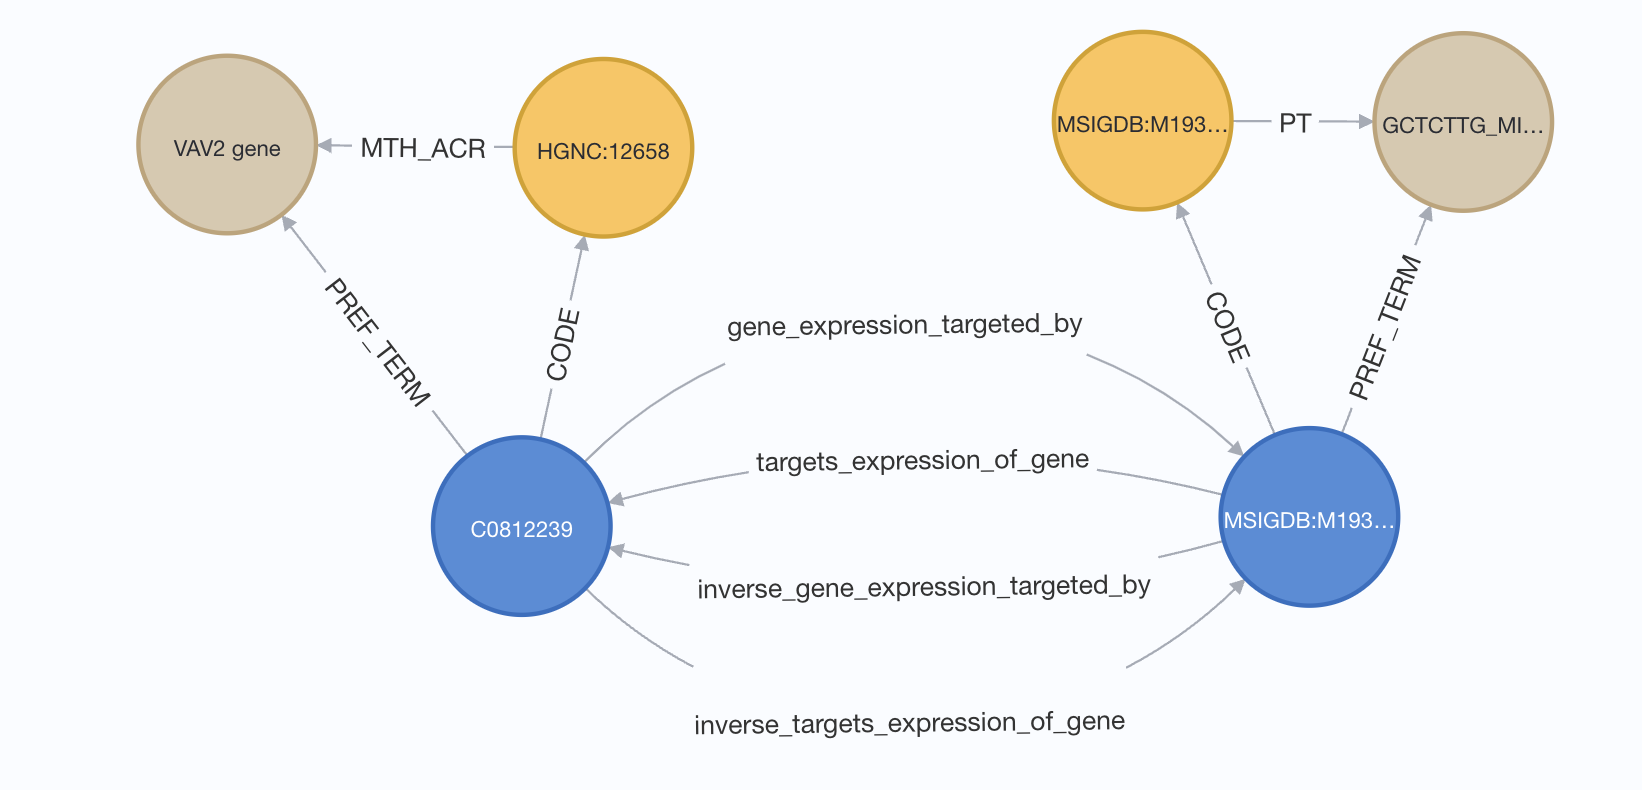 VAV2 gene
MTH_ACR
HGNC:12658
MSIGDB:M193...
PT
GCTCTTG_MI...
PREF_TERM
CODE
gene_expression_targeted_by
CODE
PREF_TERM
targets_expression_of_gene
C0812239
MSIGDB:M193...
inverse_gene_expression_targeted_by
inverse_targets_expression_of_gene